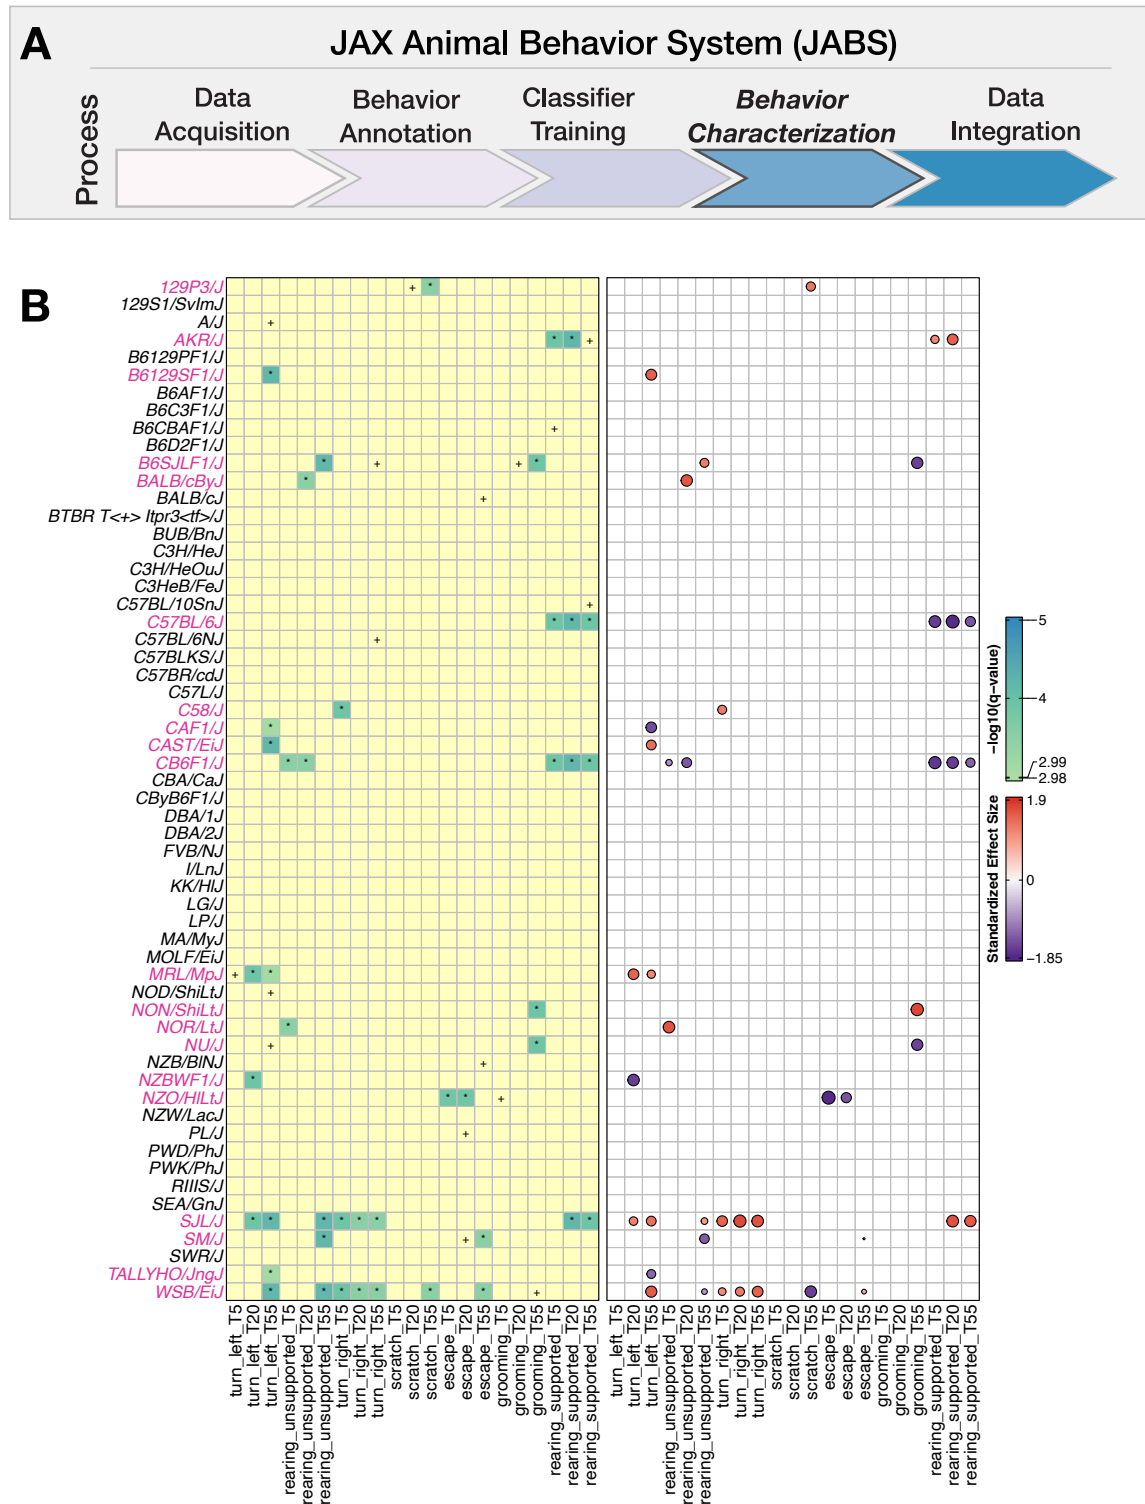 A
JAX Animal Behavior System (JABS)
Process
Data
Acquisition
Behavior
Annotation
Classifier
Training
Behavior
Characterization
Data
Integration
B
129P3/J
129S1/SvImJ
A/J
AKR/J
B6129PF1/J
B6129SF1/J
B6AF1/J
B6C3F1/J
B6CBAF1/J
B6D2F1/J
B6SJLF1/J
BALB/cByJ
BALB/cJ
BTBR T<+> Itpr3<tf>/J
BUB/BnJ
C3H/HeJ
C3H/HeOuJ
C3HeB/FeJ
C57BL/10SnJ
C57BL/6J
C57BL/6NJ
C57BLKS/J
C57BR/cdJ
C57L/J
C58/J
CAF1/J
CAST/EiJ
CB6F1/J
CBA/CaJ
CByB6F1/J
DBA/1J
DBA/2J
FVB/NJ
I/LnJ
KK/HlJ
LG/J
LP/J
MA/MyJ
MOLF/EiJ
MRL/MpJ
NOD/ShiLtJ
NON/ShiLtJ
NOR/LtJ
NU/J
NZB/BlNJ
NZBWF1/J
NZO/HlLtJ
NZW/LacJ
PL/J
PWD/PhJ
PWK/PhJ
RIIIS/J
SEA/GnJ
SJL/J
SM/J
SWR/J
TALLYHO/JngJ
WSB/EiJ
turn_left_T5
turn_left_T20
turn_left_T55
rearing_unsupported_T5
rearing_unsupported_T20
rearing_unsupported_T55
turn_right_T5
turn_right_T20
turn_right_T55
scratch_T5
scratch_T20
scratch_T55
escape_T5
escape_T20
escape_T55
grooming_T5
grooming_T20
grooming_T55
rearing_supported_T5
rearing_supported_T20
rearing_supported_T55
turn_left_T5
turn_left_T20
turn_left_T55
rearing_unsupported_T5
rearing_unsupported_T20
rearing_unsupported_T55
turn_right_T5
turn_right_T20
turn_right_T55
scratch_T5
scratch_T20
scratch_T55
escape_T5
escape_T20
escape_T55
grooming_T5
grooming_T20
grooming_T55
rearing_supported_T5
rearing_supported_T20
rearing_supported_T55
−log10(q−value)
5
4
2.99
2.98
Standardized Effect Size
1.9
0
−1.85